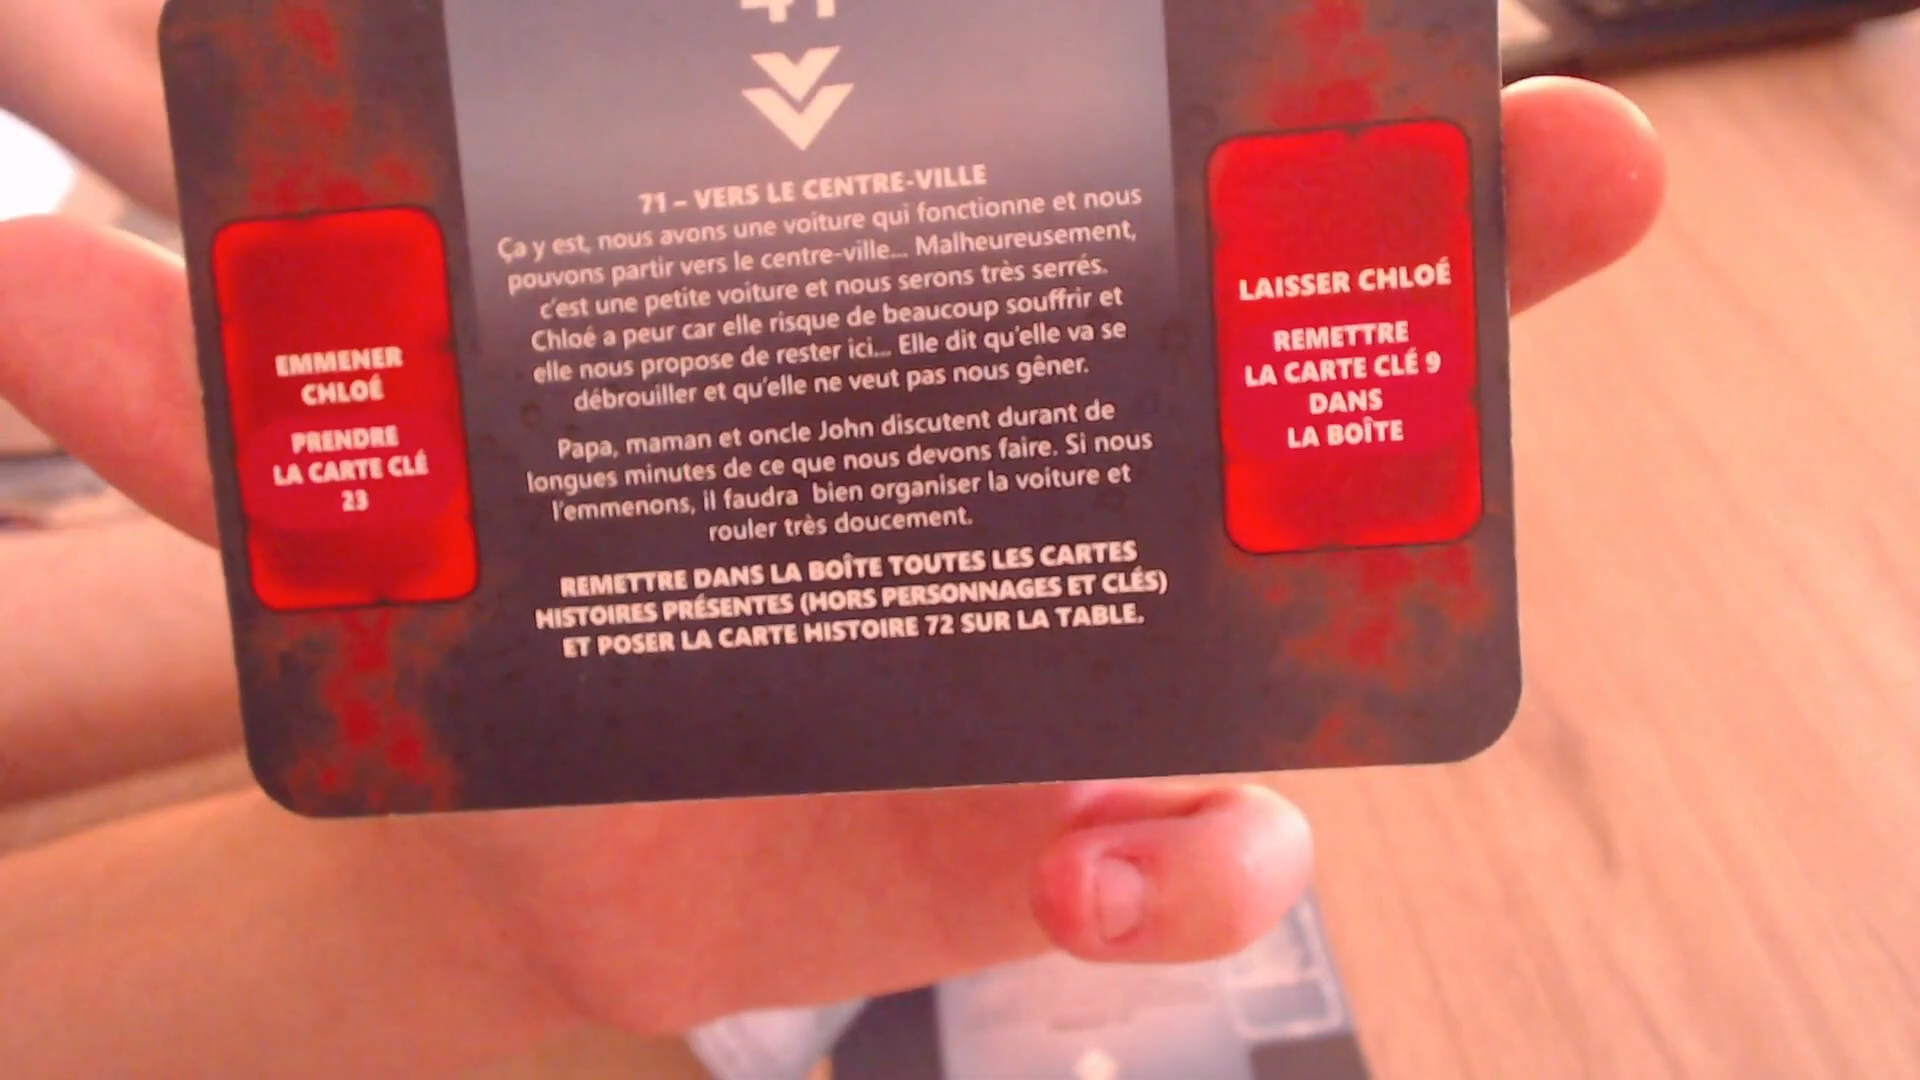 71 – VERS LE CENTRE-VILLE
Ça y est, nous avons une voiture qui fonctionne et nous
pouvons partir vers le centre-ville... Malheureusement,
c'est une petite voiture et nous serons très serrés.
Chloé a peur car elle risque de beaucoup souffrir et
elle nous propose de rester ici... Elle dit qu'elle va se
débrouiller et qu'elle ne veut pas nous gêner.
Papa, maman et oncle John discutent durant de
longues minutes de ce que nous devons faire. Si nous
l'emmenons, il faudra bien organiser la voiture et
rouler très doucement.
REMETTRE DANS LA BOÎTE TOUTES LES CARTES
HISTOIRES PRÉSENTES (HORS PERSONNAGES ET CLÉS)
ET POSER LA CARTE HISTOIRE 72 SUR LA TABLE.
EMMENER
CHLOÉ
PRENDRE
LA CARTE CLÉ
23
LAISSER CHLOÉ
REMETTRE
LA CARTE CLÉ 9
DANS
LA BOÎTE